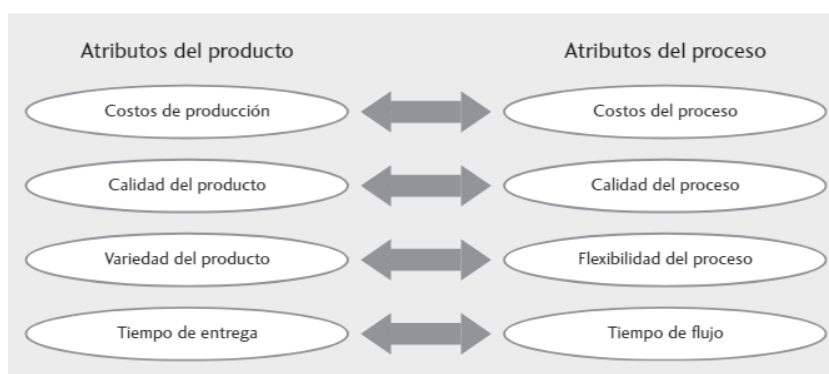 Atributos del producto Atributos del proceso
Costos de producción Costos del proceso
Calidad del producto Calidad del proceso
Variedad del producto Flexibilidad del proceso
Tiempo de entrega Tiempo de flujo